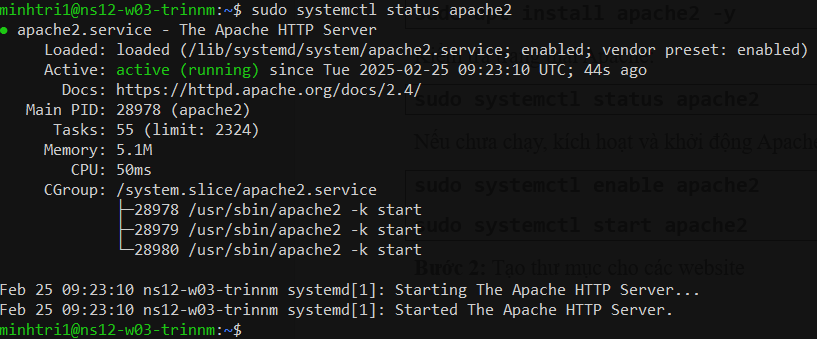 minhtri1@ns12-w03-trinnm:~$ sudo systemctl status apache2
● apache2.service - The Apache HTTP Server
Loaded: loaded (/lib/systemd/system/apache2.service; enabled; vendor preset: enabled)
Active: active (running) since Tue 2025-02-25 09:23:10 UTC; 44s ago
Docs: https://httpd.apache.org/docs/2.4/
Main PID: 28978 (apache2)
Tasks: 55 (limit: 2324)
Memory: 5.1M
CPU: 50ms
CGroup: /system.slice/apache2.service
├─28978 /usr/sbin/apache2 -k start
├─28979 /usr/sbin/apache2 -k start
└─28980 /usr/sbin/apache2 -k start
Feb 25 09:23:10 ns12-w03-trinnm systemd[1]: Starting The Apache HTTP Server...
Feb 25 09:23:10 ns12-w03-trinnm systemd[1]: Started The Apache HTTP Server.
minhtri1@ns12-w03-trinnm:~$
install apache2 -y
sudo systemctl status apache2
Nếu chưa chạy, kích hoạt và khởi động Apache
sudo systemctl enable apache2
sudo systemctl start apache2
Bước 2: Tạo thư mục cho các website